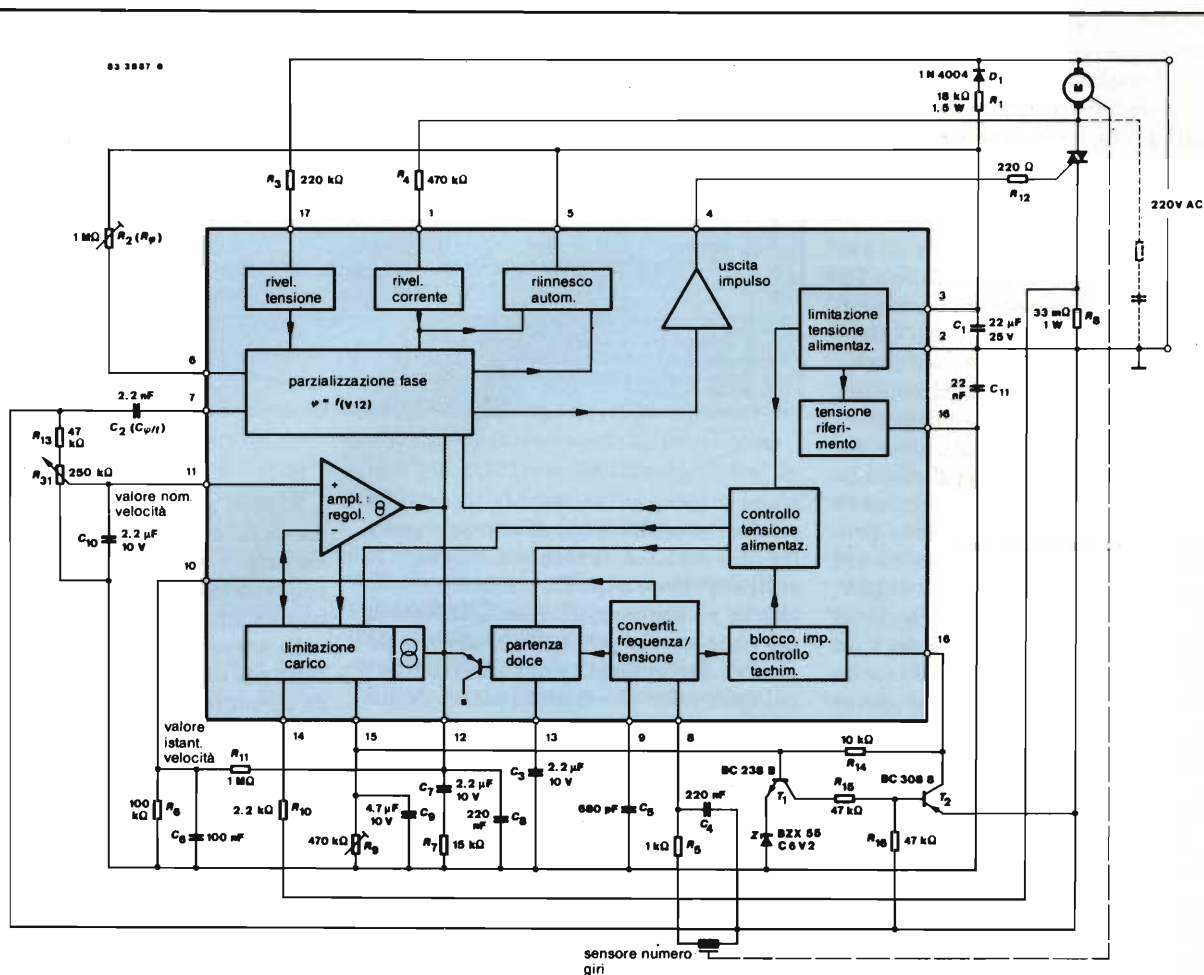 83 3887 e
1N4004 D1
18 kΩ
1.5 W R1
M
R3 220 kΩ
R4 470 kΩ
220 Ω
R12
220V AC
17
1
5
4
1 MΩ R2 (Rφ)
rivel.
tensione
rivel.
corrente
riinnesco
autom.
uscita
impulso
limitazione
tensione
alimentaz.
3
2
C1 22 µF
25 V
33 mΩ
1 W
R8
6
7
parzializzazione fase
φ = f(V12)
2.2 nF
C2 (Cφ/t)
22
nF
C11
tensione
riferi-
mento
16
R13 47
kΩ
R31 250 kΩ
11
valore nom.
velocità
ampl.
regol.
+
−
controllo
tensione
alimentaz.
C10 2.2 µF
10 V
10
limitazione
carico
partenza
dolce
convertit.
frequenza/
tensione
blocco. imp.
controllo
tachim.
16
14
15
12
13
9
8
valore
istant.
velocità
R11
1 MΩ
10 kΩ
R14
BC 238 B
T1
BC 308 B
T2
R15
47 kΩ
100
kΩ
R6
C6 100 nF
2.2 kΩ R10
4.7 µF
10 V
C9
470 kΩ
R9
C7 2.2 µF
10 V
R7 15 kΩ
220
nF
C8
C3 2.2 µF
10 V
680 pF C5
220 nF
C4
1 kΩ R5
Z BZX 55
C6V2
R16 47 kΩ
sensore numero
giri